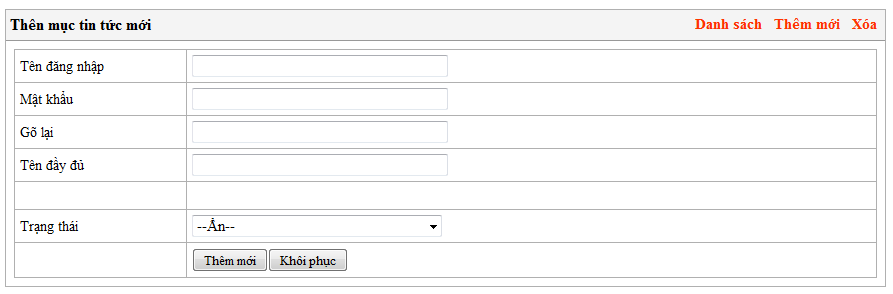 Thên mục tin tức mới Danh sách Thêm mới Xóa
Tên đăng nhập
Mật khẩu
Gõ lại
Tên đầy đủ
Trạng thái --Ẩn--
Thêm mới Khôi phục